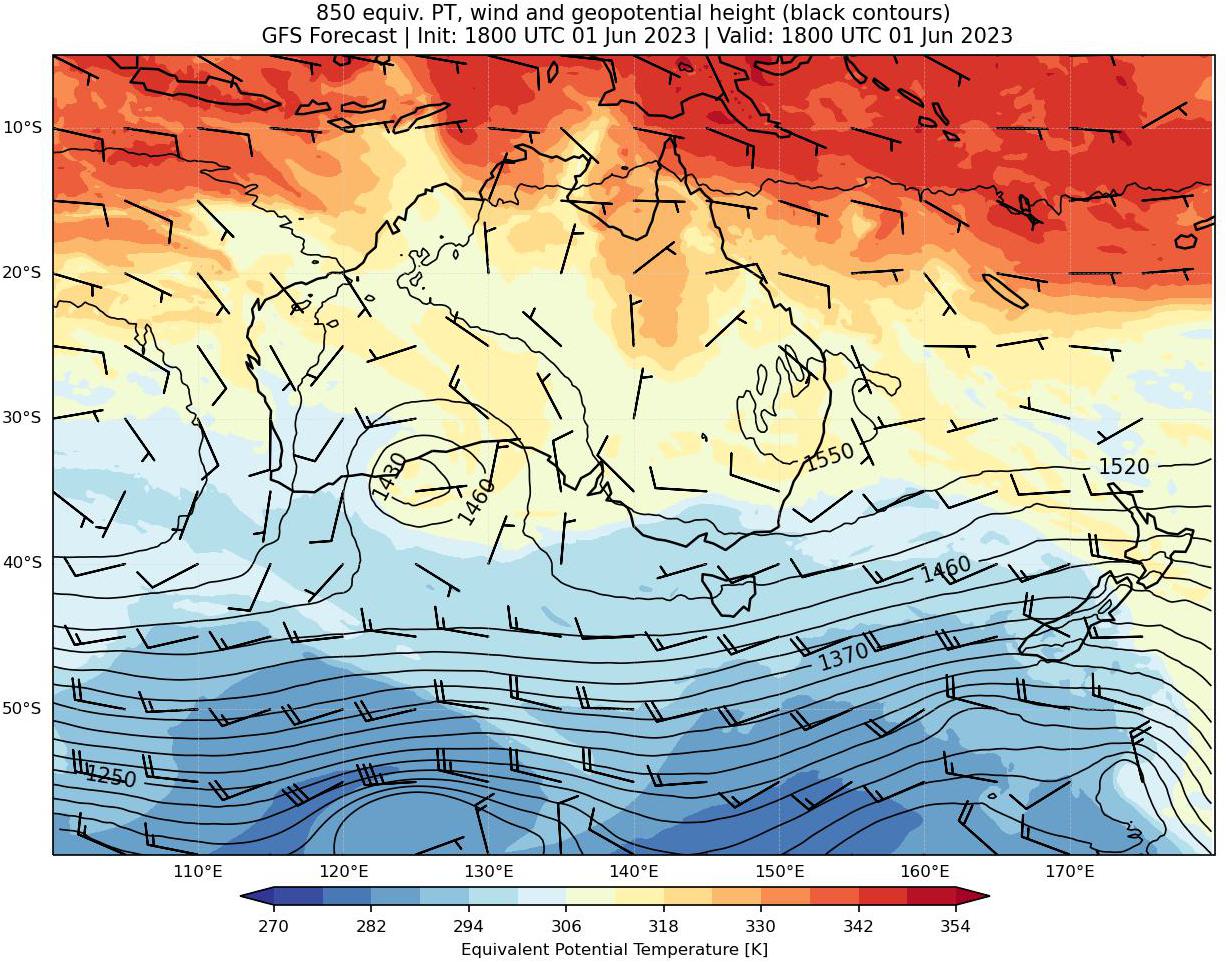 850 equiv. PT, wind and geopotential height (black contours)
GFS Forecast | Init: 1800 UTC 01 Jun 2023 | Valid: 1800 UTC 01 Jun 2023
10°S
20°S
30°S
1550
1430
1460
1520
40°S
1460
1370
50°S
1250
110°E 120°E 130°E 140°E 150°E 160°E 170°E
270 282 294 306 318 330 342 354
Equivalent Potential Temperature [K]